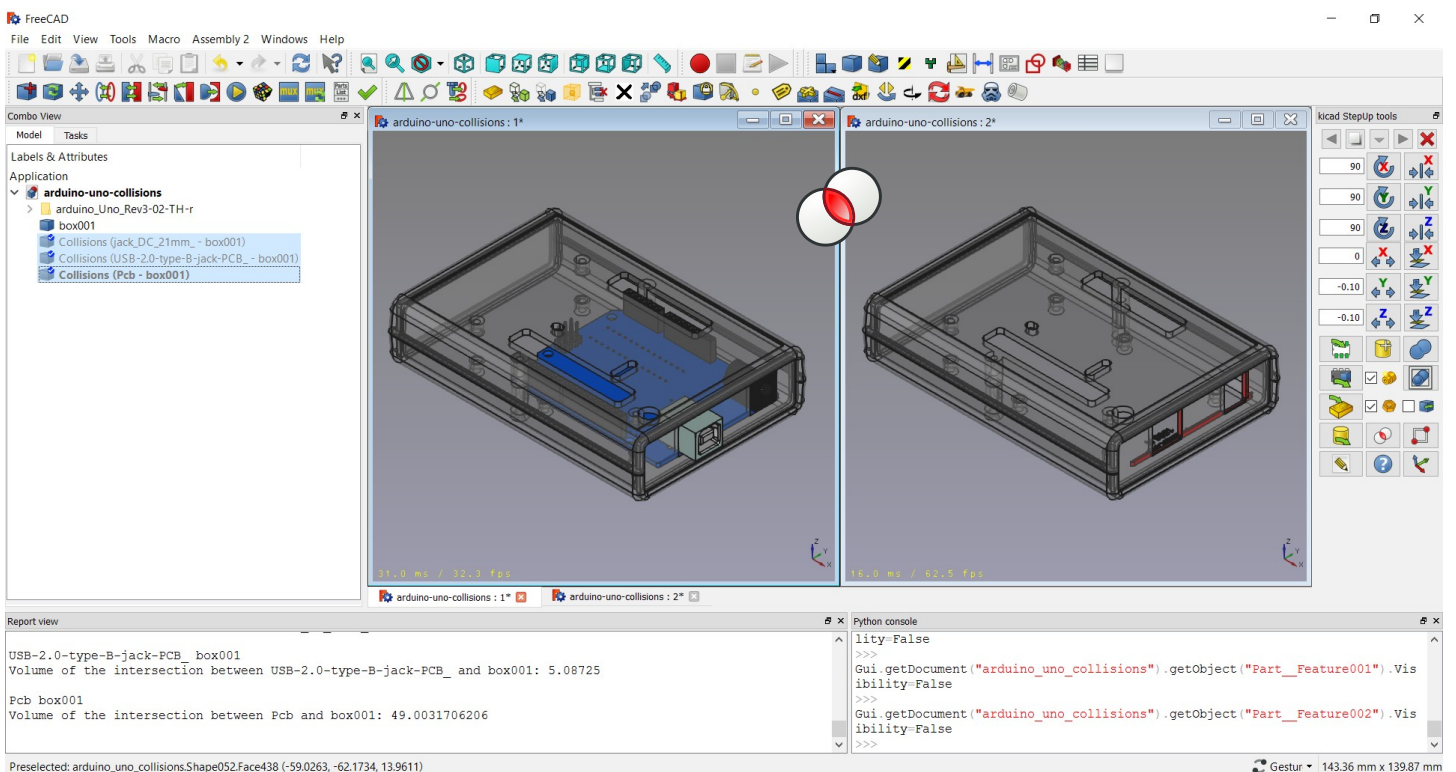 FreeCAD
File Edit View Tools Macro Assembly 2 Windows Help
Combo View
Model Tasks
Labels & Attributes
Application
arduino-uno-collisions
arduino_Uno_Rev3-02-TH-r
box001
Collisions (jack_DC_21mm_ - box001)
Collisions (USB-2.0-type-B-jack-PCB_ - box001)
Collisions (Pcb - box001)
arduino-uno-collisions : 1*
31.0 ms / 32.3 fps
Z
Y
X
arduino-uno-collisions : 2*
16.0 ms / 62.5 fps
Z
Y
X
arduino-uno-collisions : 1* arduino-uno-collisions : 2*
kicad StepUp tools
90 X X
90 Y Y
90 Z Z
0 X X
-0.10 Y Y
-0.10 Z Z
Report view
USB-2.0-type-B-jack-PCB_ box001
Volume of the intersection between USB-2.0-type-B-jack-PCB_ and box001: 5.08725
Pcb box001
Volume of the intersection between Pcb and box001: 49.0031706206
Python console
lity=False
>>>
Gui.getDocument("arduino_uno_collisions").getObject("Part__Feature001").Vis
ibility=False
>>>
Gui.getDocument("arduino_uno_collisions").getObject("Part__Feature002").Vis
ibility=False
>>>
Preselected: arduino_uno_collisions.Shape052.Face438 (-59.0263, -62.1734, 13.9611)
Gestur 143.36 mm x 139.87 mm